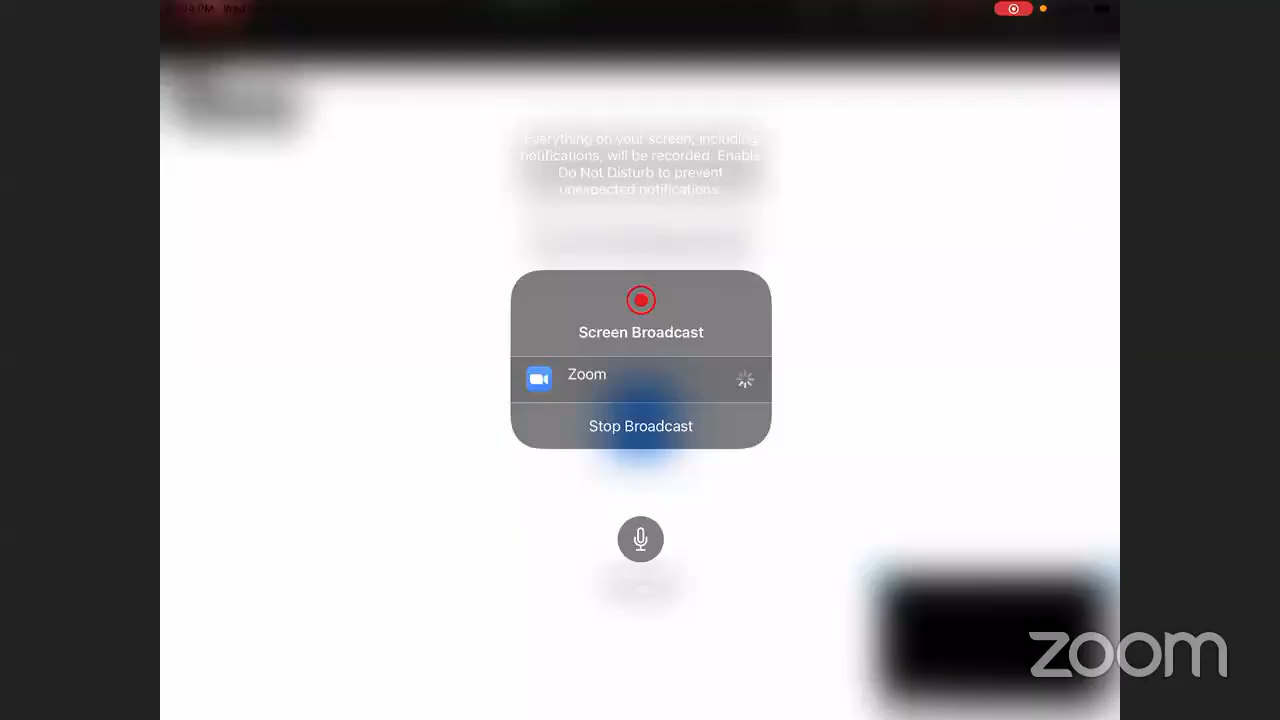 Everything on your screen, including
notifications, will be recorded. Enable
Do Not Disturb to prevent
unexpected notifications.
Screen Broadcast
Zoom
Stop Broadcast
zoom